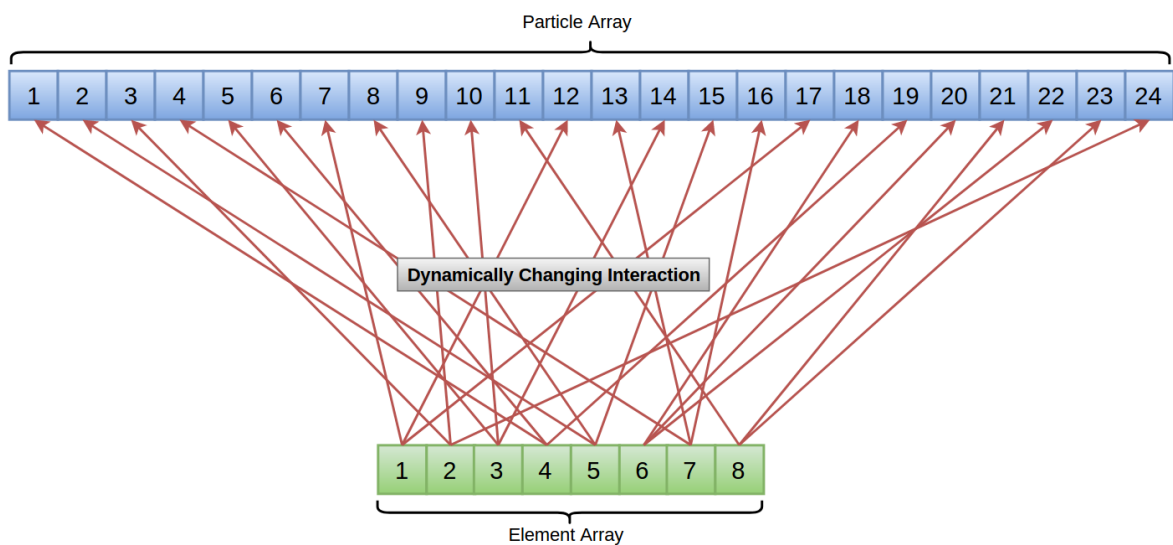 Particle Array
1 2 3 4 5 6 7 8 9 10 11 12 13 14 15 16 17 18 19 20 21 22 23 24
Dynamically Changing Interaction
1 2 3 4 5 6 7 8
Element Array